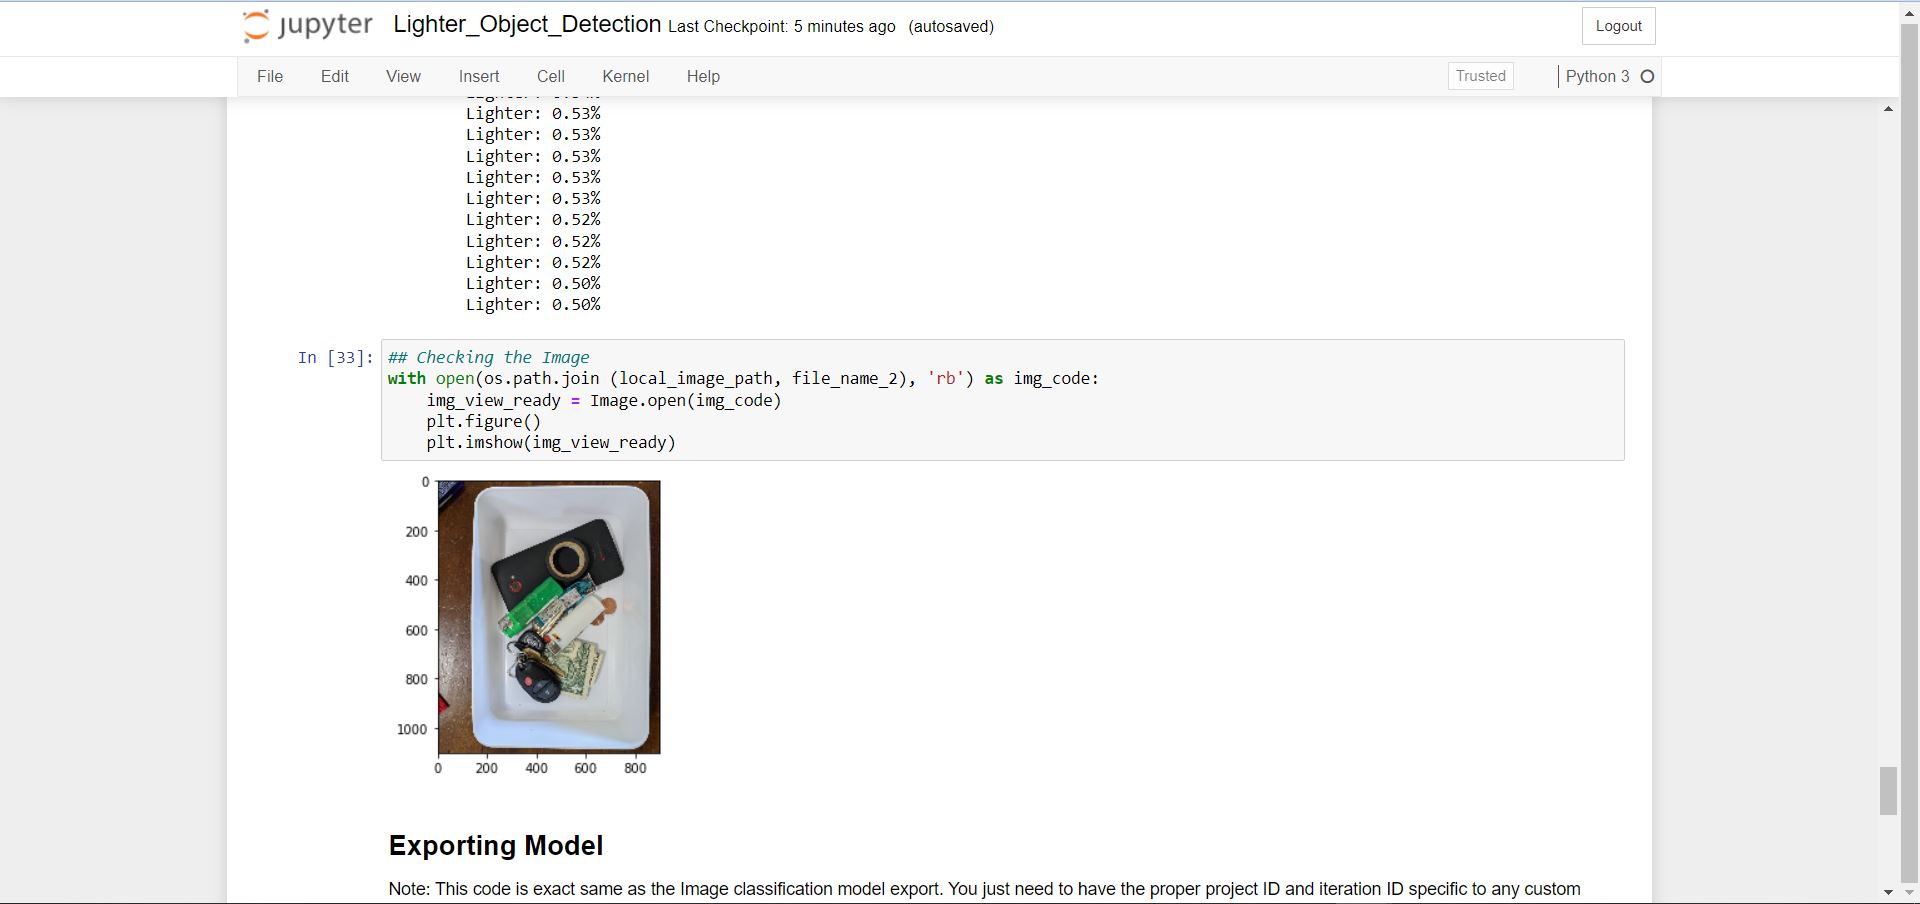 jupyter Lighter_Object_Detection Last Checkpoint: 5 minutes ago (autosaved) Logout
File Edit View Insert Cell Kernel Help Trusted Python 3
Lighter: 0.53%
Lighter: 0.53%
Lighter: 0.53%
Lighter: 0.53%
Lighter: 0.53%
Lighter: 0.52%
Lighter: 0.52%
Lighter: 0.52%
Lighter: 0.50%
Lighter: 0.50%
In [33]: ## Checking the Image
with open(os.path.join (local_image_path, file_name_2), 'rb') as img_code:
    img_view_ready = Image.open(img_code)
    plt.figure()
    plt.imshow(img_view_ready)
0
200
400
600
800
1000
0 200 400 600 800
Exporting Model
Note: This code is exact same as the Image classification model export. You just need to have the proper project ID and iteration ID specific to any custom